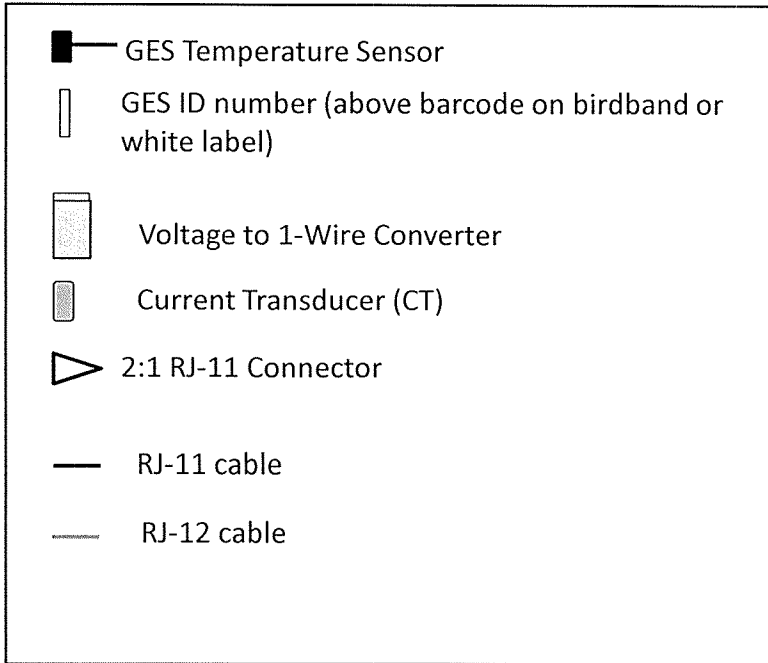 GES Temperature Sensor
GES ID number (above barcode on birdband or
white label)
Voltage to 1-Wire Converter
Current Transducer (CT)
2:1 RJ-11 Connector
RJ-11 cable
RJ-12 cable